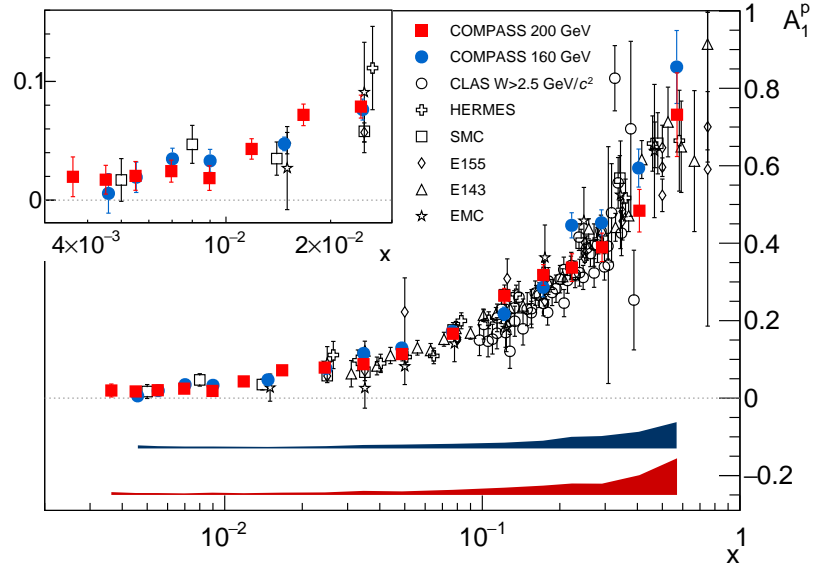 0.1
0
4×10⁻³ 10⁻² 2×10⁻²
x
COMPASS 200 GeV
COMPASS 160 GeV
CLAS W>2.5 GeV/c²
HERMES
SMC
E155
E143
EMC
A₁ᵖ
1
0.8
0.6
0.4
0.2
0
−0.2
10⁻² 10⁻¹ 1
x